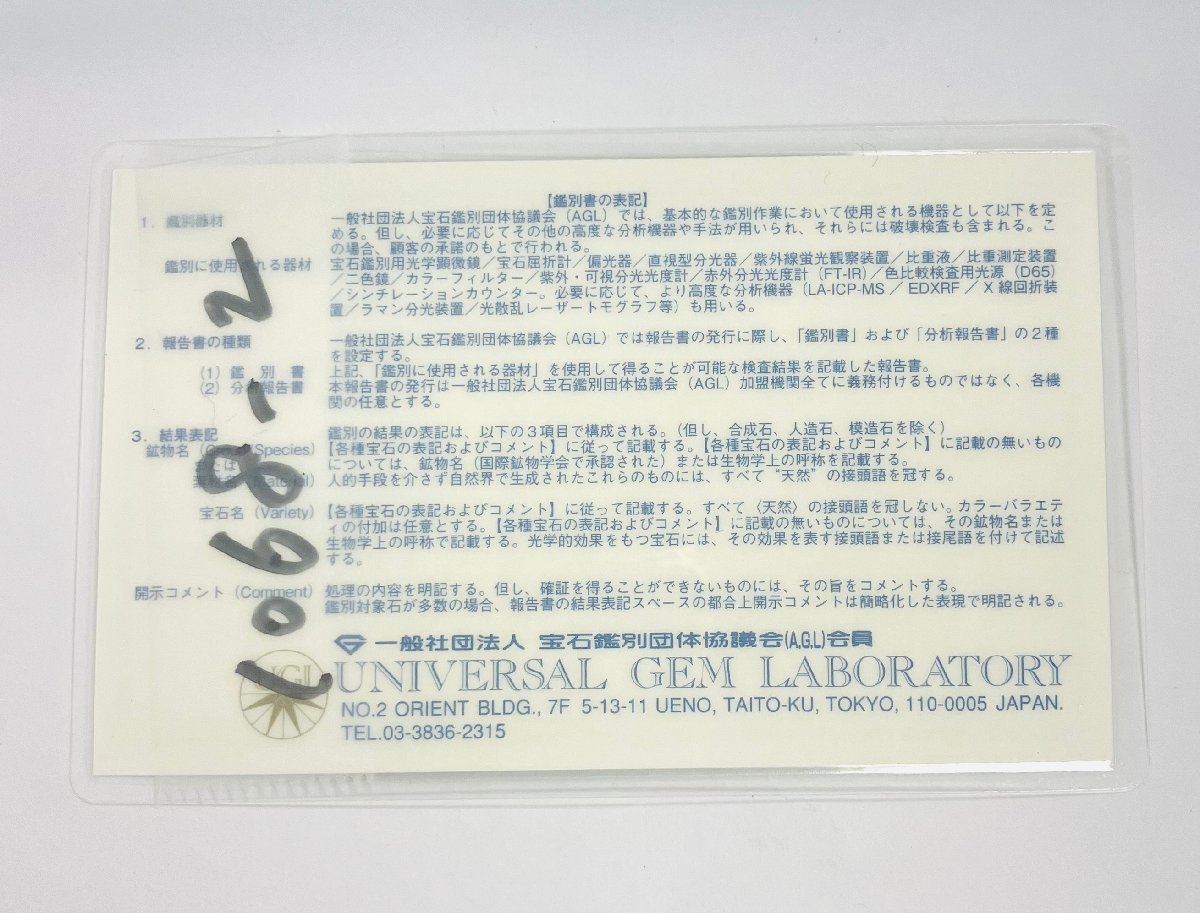 【鑑別書の表記】
1．鑑別器材 一般社団法人宝石鑑別団体協議会（AGL）では、基本的な鑑別作業において使用される機器として以下を定
める。但し、必要に応じてその他の高度な分析機器や手法が用いられ、それらには破壊検査も含まれる。こ
の場合、顧客の承諾のもとで行われる。
鑑別に使用される器材 宝石鑑別用光学顕微鏡／宝石屈折計／偏光器／直視型分光器／紫外線蛍光観察装置／比重液／比重測定装置
／二色鏡／カラーフィルター／紫外・可視分光光度計／赤外分光光度計（FT-IR）／色比較検査用光源（D65）
／シンチレーションカウンター。必要に応じて、より高度な分析機器（LA-ICP-MS／EDXRF／X線回折装
置／ラマン分光装置／光散乱レーザートモグラフ等）も用いる。
2．報告書の種類 一般社団法人宝石鑑別団体協議会（AGL）では報告書の発行に際し、「鑑別書」および「分析報告書」の2種
を設定する。
(1) 鑑別書 上記、「鑑別に使用される器材」を使用して得ることが可能な検査結果を記載した報告書。
(2) 分析報告書 本報告書の発行は一般社団法人宝石鑑別団体協議会（AGL）加盟機関全てに義務付けるものではなく、各機
関の任意とする。
3．結果表記 鑑別の結果の表記は、以下の3項目で構成される。（但し、合成石、人造石、模造石を除く）
鉱物名 (Group/Species) 【各種宝石の表記およびコメント】に従って記載する。【各種宝石の表記およびコメント】に記載の無いもの
については、鉱物名（国際鉱物学会で承認された）または生物学上の呼称を記載する。
(Material) 人的手段を介さず自然界で生成されたこれらのものには、すべて“天然”の接頭語を冠する。
宝石名 (Variety) 【各種宝石の表記およびコメント】に従って記載する。すべて〈天然〉の接頭語を冠しない。カラーバラエテ
ィの付加は任意とする。【各種宝石の表記およびコメント】に記載の無いものについては、その鉱物名または
生物学上の呼称で記載する。光学的効果をもつ宝石には、その効果を表す接頭語または接尾語を付けて記述
する。
開示コメント (Comment) 処理の内容を明記する。但し、確証を得ることができないものには、その旨をコメントする。
鑑別対象石が多数の場合、報告書の結果表記スペースの都合上開示コメントは簡略化した表現で明記される。
一般社団法人 宝石鑑別団体協議会(A.G.L)会員
UNIVERSAL GEM LABORATORY
NO.2 ORIENT BLDG., 7F 5-13-11 UENO, TAITO-KU, TOKYO, 110-0005 JAPAN.
TEL.03-3836-2315
1068-2